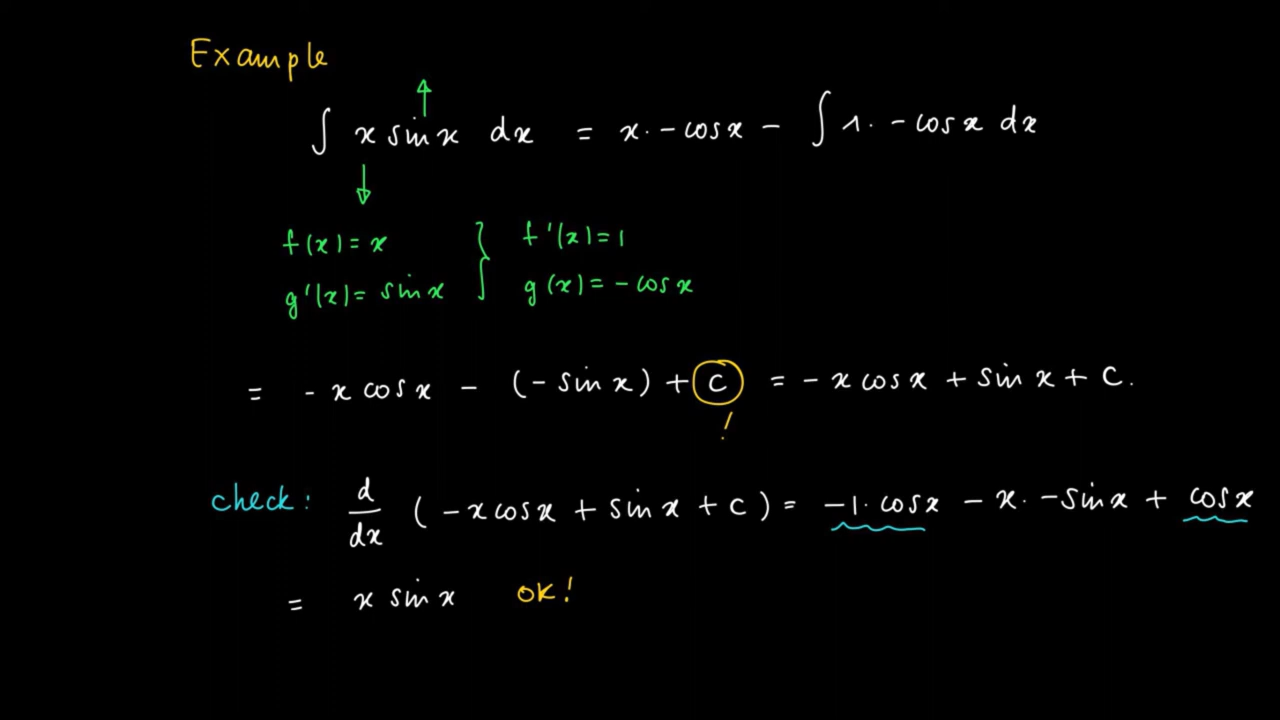 Example
∫ x sin x dx = x · - cos x - ∫ 1 · - cos x dx
f(x) = x } f'(x) = 1
g'(x) = sin x } g(x) = - cos x
= - x cos x - (- sin x) + c = - x cos x + sin x + c.
!
check: d/dx (- x cos x + sin x + c) = -1 · cos x - x · - sin x + cos x
= x sin x OK!